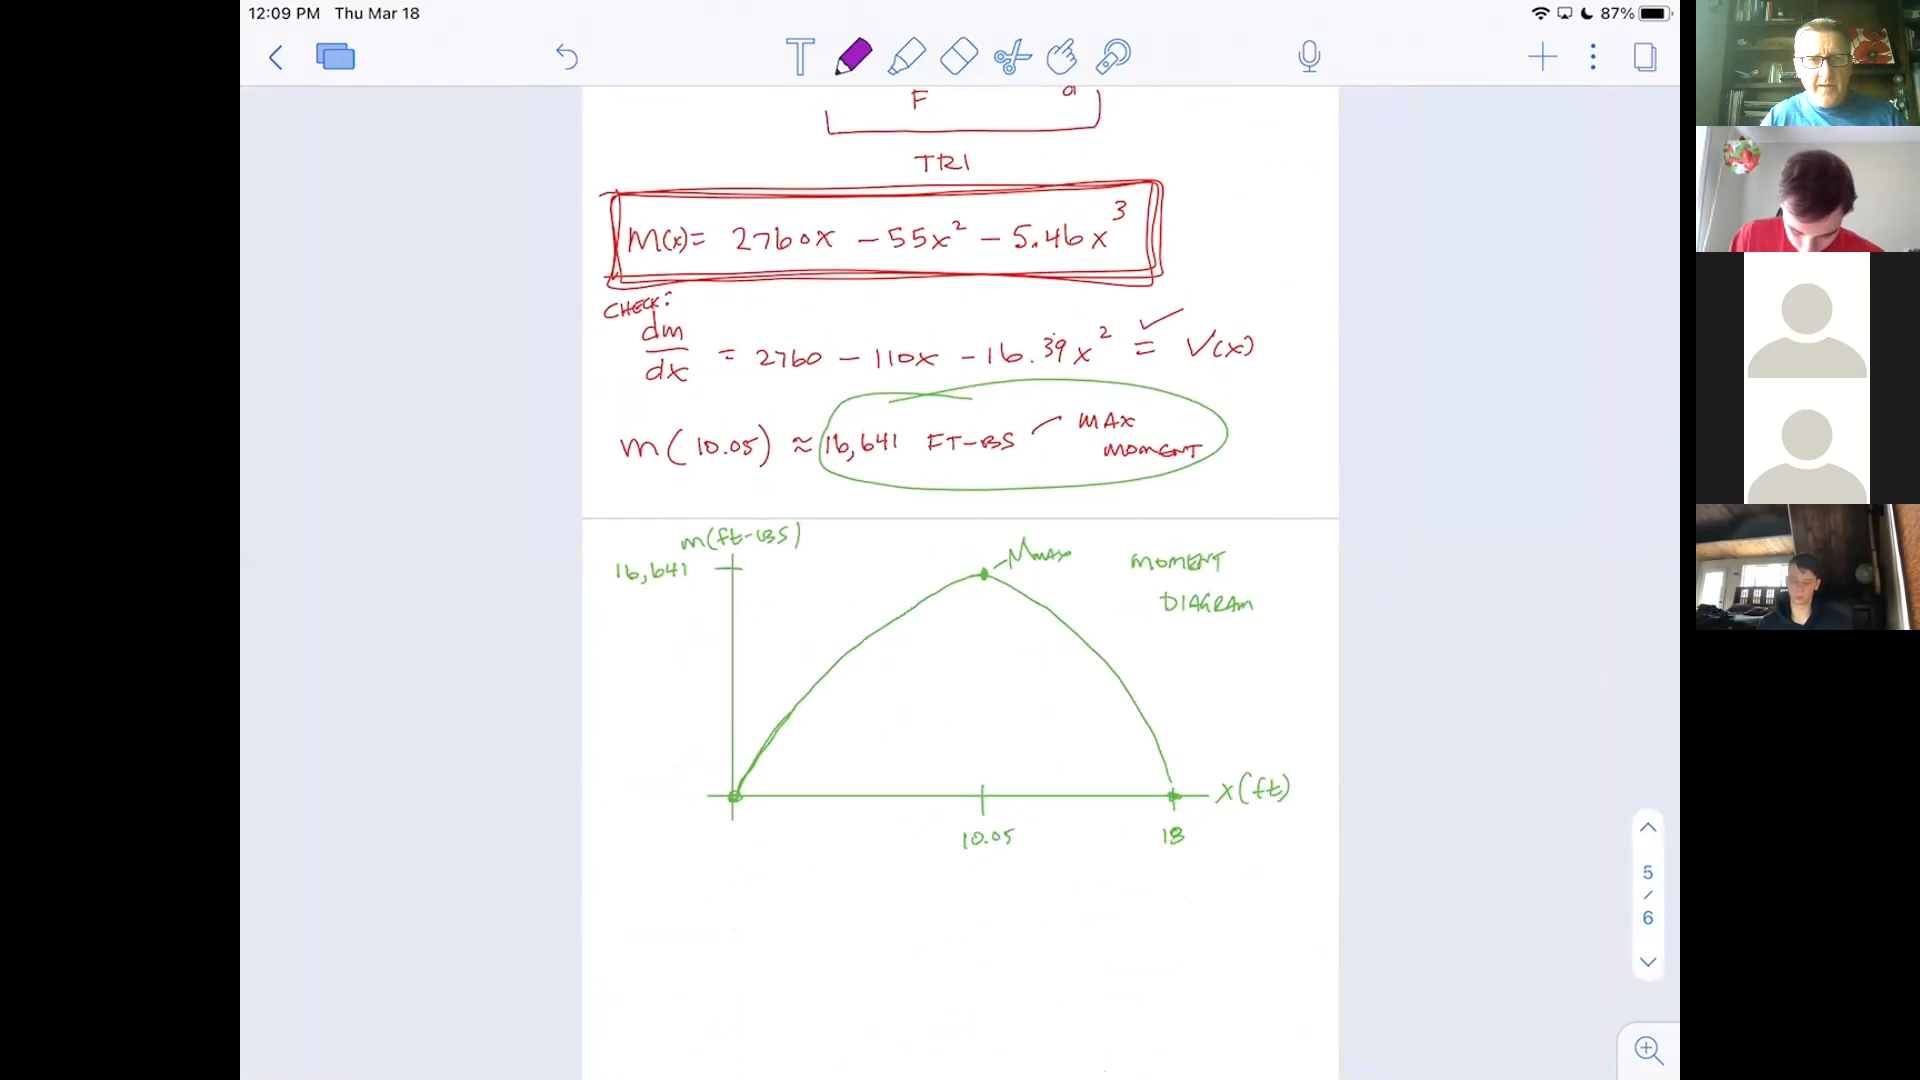 12:09 PM Thu Mar 18
87%
F a
TRI
M(x)= 2760x - 55x² - 5.46x³
CHECK:
dm/dx = 2760 - 110x - 16.39x² = V(x)
m(10.05) ≈ 16,641 FT-LBS MAX
MOMENT
m(ft-LBS)
16,641
Mmax
MOMENT
DIAGRAM
x(ft)
10.05
18
5
/
6